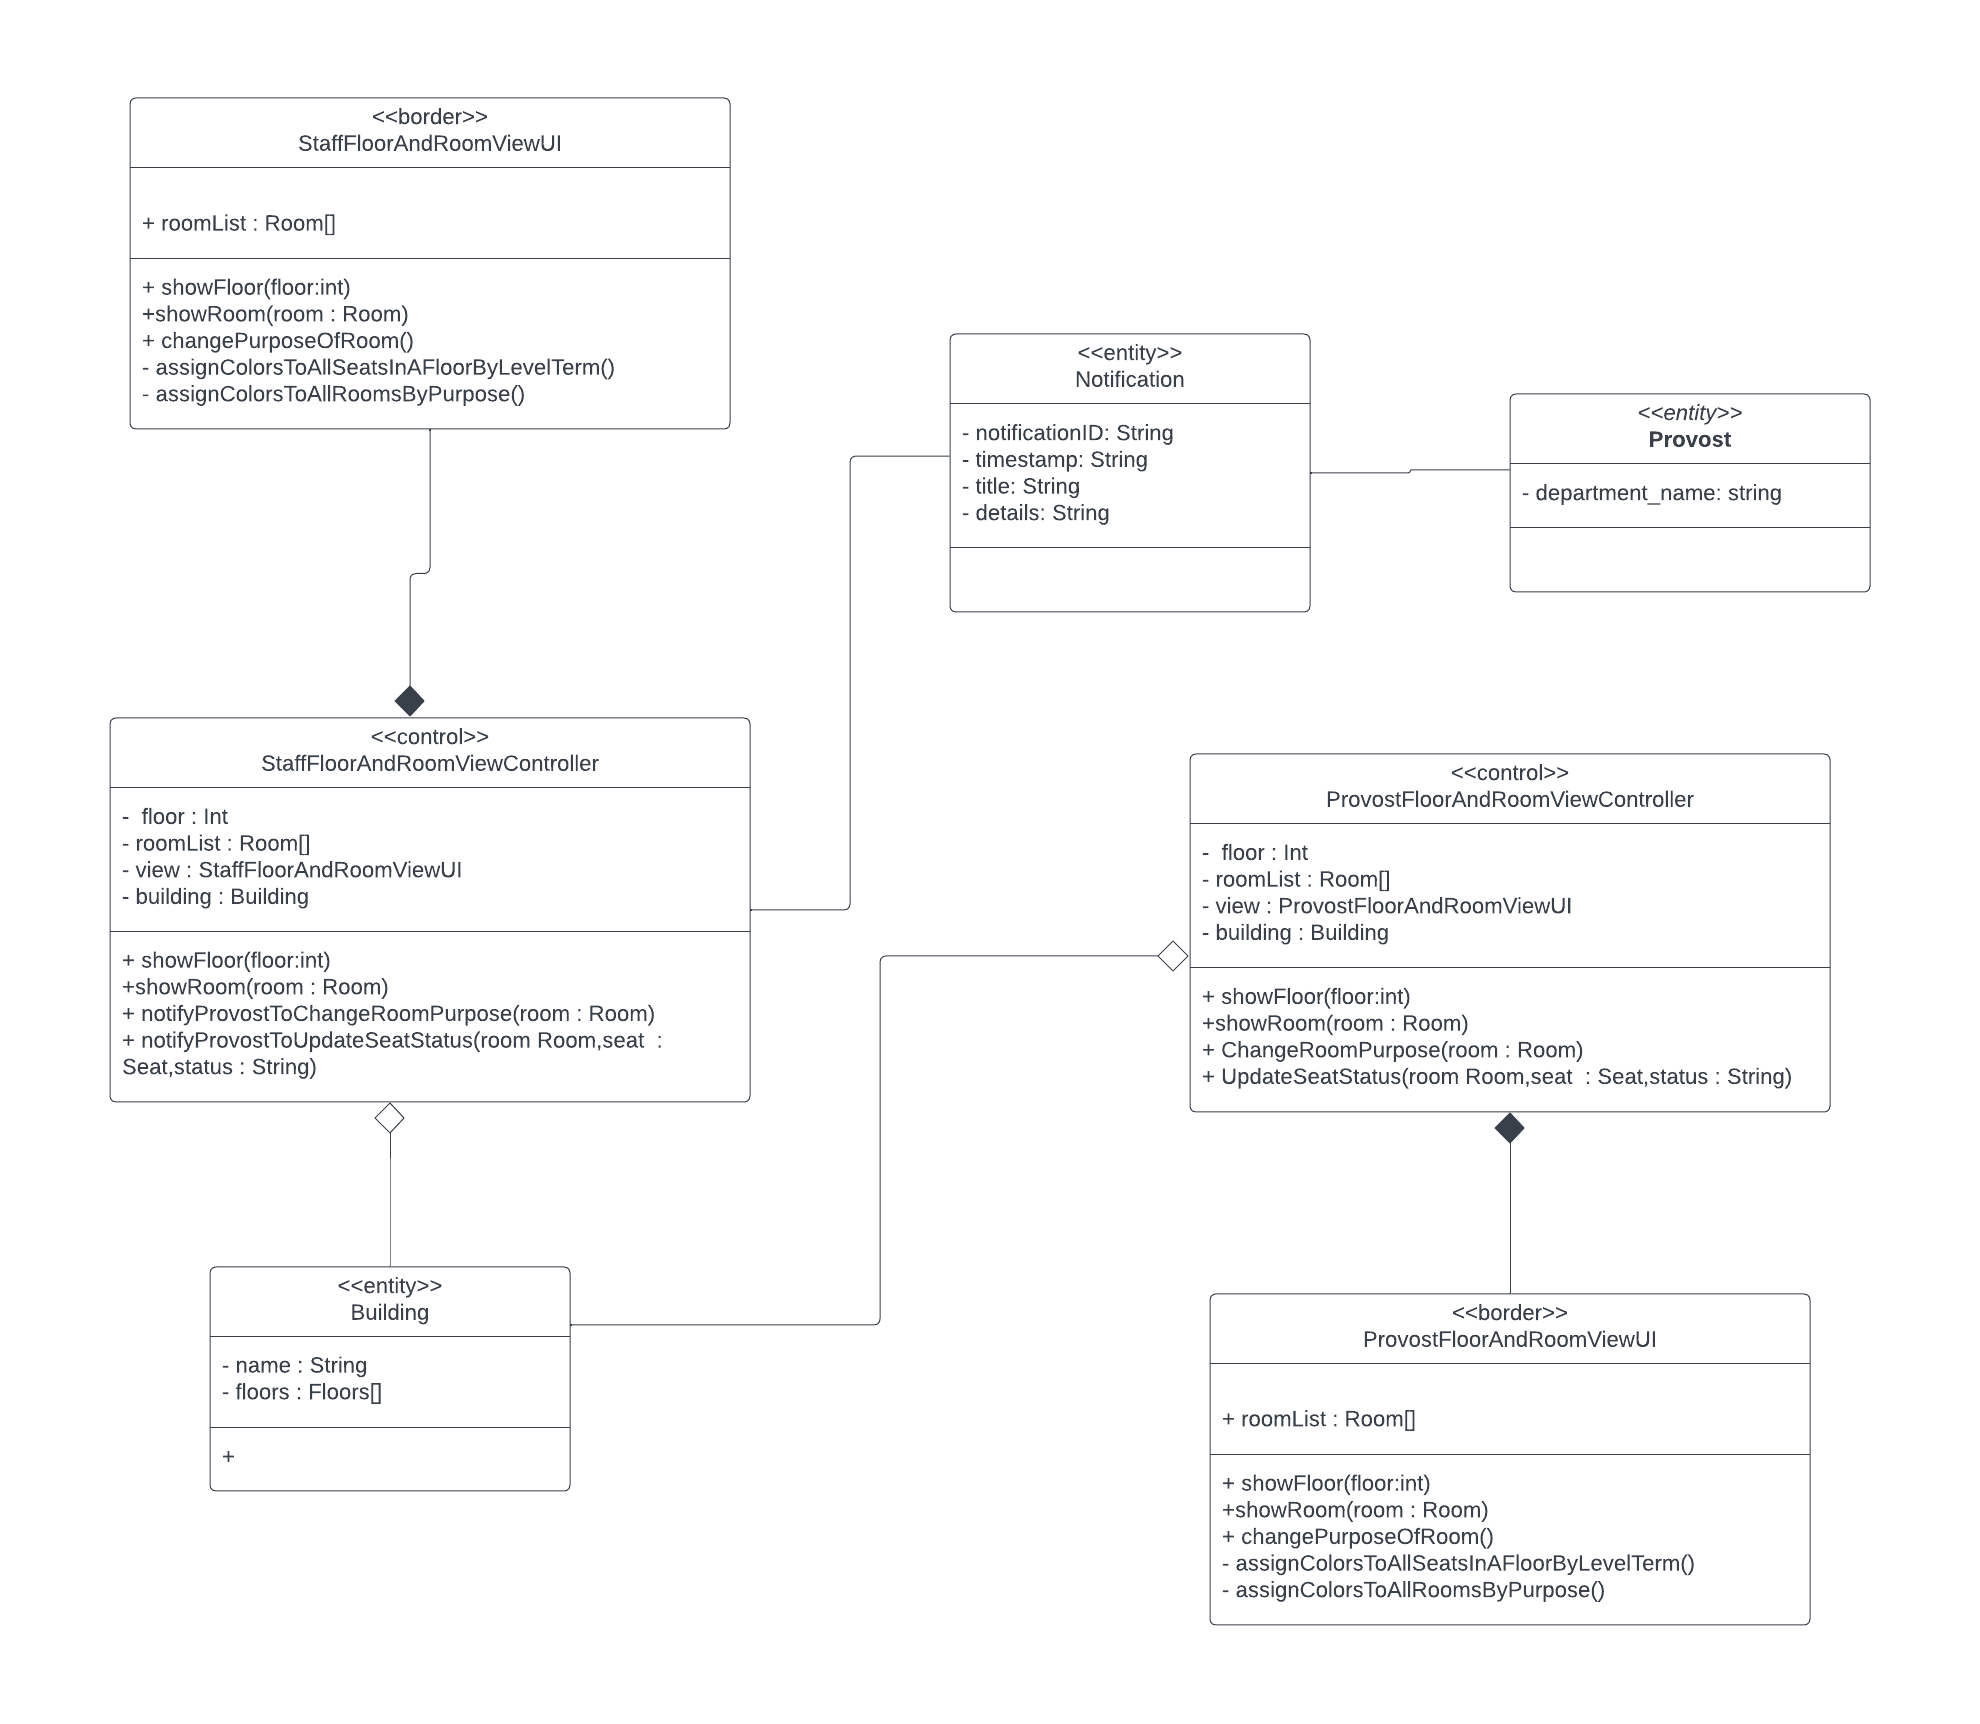 <<border>>
StaffFloorAndRoomViewUI
+ roomList : Room[]
+ showFloor(floor:int)
+showRoom(room : Room)
+ changePurposeOfRoom()
- assignColorsToAllSeatsInAFloorByLevelTerm()
- assignColorsToAllRoomsByPurpose()
<<entity>>
Notification
- notificationID: String
- timestamp: String
- title: String
- details: String
<<entity>>
Provost
- department_name: string
<<control>>
StaffFloorAndRoomViewController
-  floor : Int
- roomList : Room[]
- view : StaffFloorAndRoomViewUI
- building : Building
+ showFloor(floor:int)
+showRoom(room : Room)
+ notifyProvostToChangeRoomPurpose(room : Room)
+ notifyProvostToUpdateSeatStatus(room Room,seat  :
Seat,status : String)
<<control>>
ProvostFloorAndRoomViewController
-  floor : Int
- roomList : Room[]
- view : ProvostFloorAndRoomViewUI
- building : Building
+ showFloor(floor:int)
+showRoom(room : Room)
+ ChangeRoomPurpose(room : Room)
+ UpdateSeatStatus(room Room,seat  : Seat,status : String)
<<entity>>
Building
- name : String
- floors : Floors[]
+
<<border>>
ProvostFloorAndRoomViewUI
+ roomList : Room[]
+ showFloor(floor:int)
+showRoom(room : Room)
+ changePurposeOfRoom()
- assignColorsToAllSeatsInAFloorByLevelTerm()
- assignColorsToAllRoomsByPurpose()